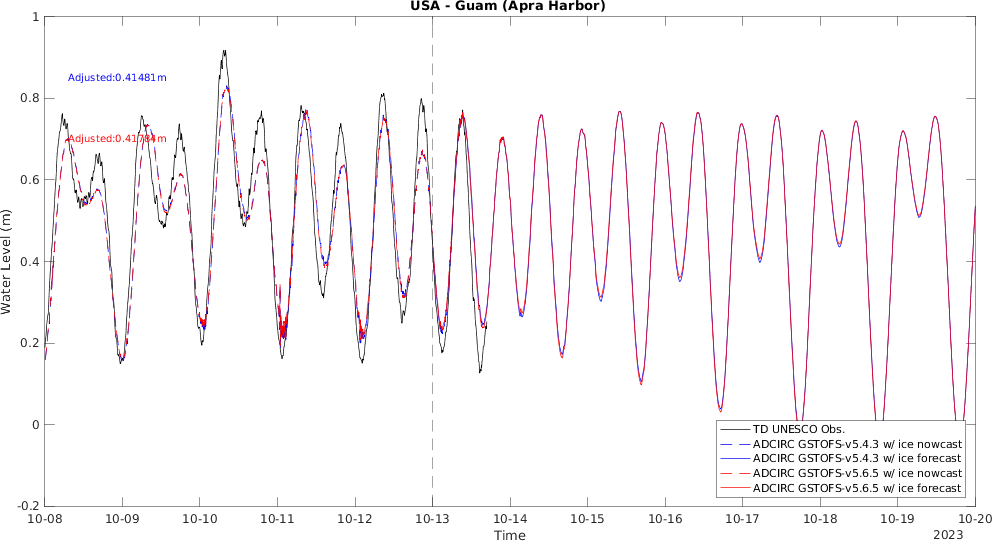 USA - Guam (Apra Harbor)
1
0.8
0.6
0.4
0.2
0
-0.2
Water Level (m)
Adjusted:0.41481m
Adjusted:0.41784m
TD UNESCO Obs.
ADCIRC GSTOFS-v5.4.3 w/ ice nowcast
ADCIRC GSTOFS-v5.4.3 w/ ice forecast
ADCIRC GSTOFS-v5.6.5 w/ ice nowcast
ADCIRC GSTOFS-v5.6.5 w/ ice forecast
10-08 10-09 10-10 10-11 10-12 10-13 10-14 10-15 10-16 10-17 10-18 10-19 10-20
Time
2023